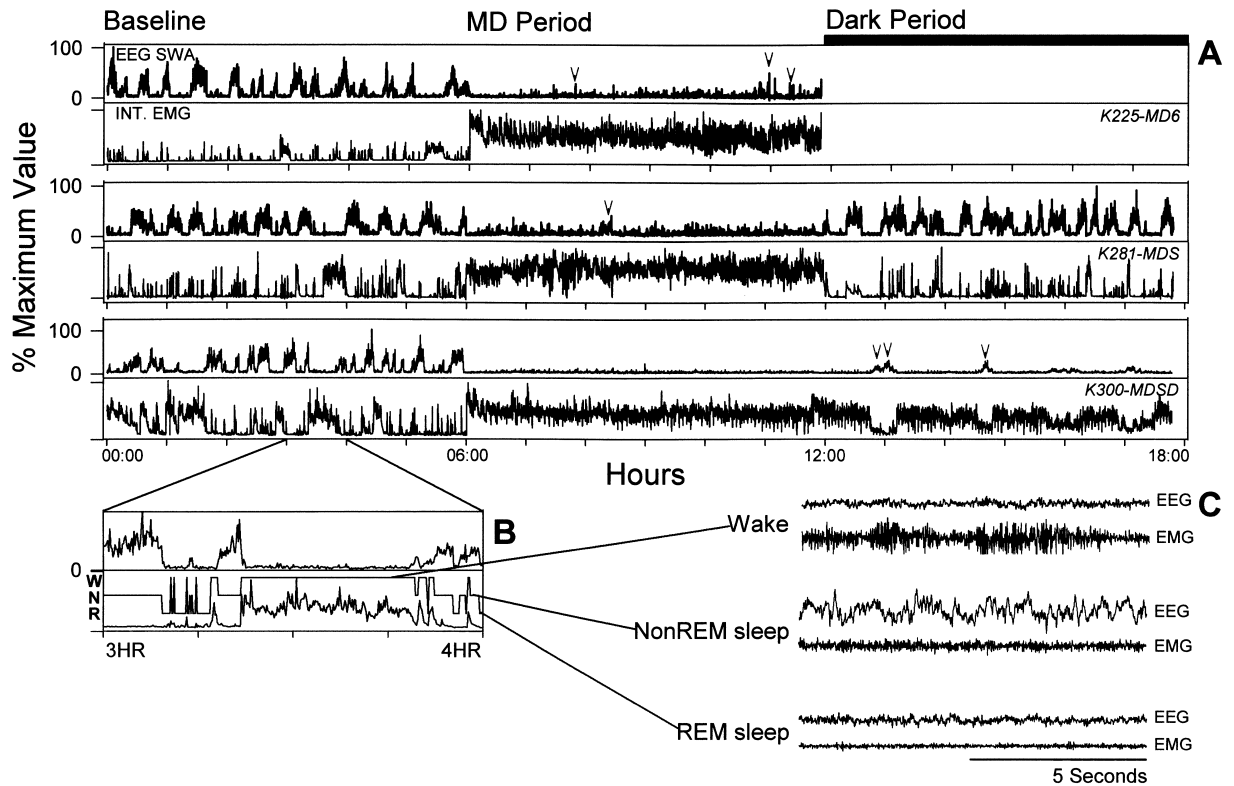 Baseline
MD Period
Dark Period
A
% Maximum Value
100
EEG SWA
0
INT. EMG
K225-MD6
100
0
K281-MDS
100
0
K300-MDSD
00:00
06:00
12:00
18:00
Hours
B
0
W
N
R
3HR
4HR
C
Wake
EEG
EMG
NonREM sleep
EEG
EMG
REM sleep
EEG
EMG
5 Seconds